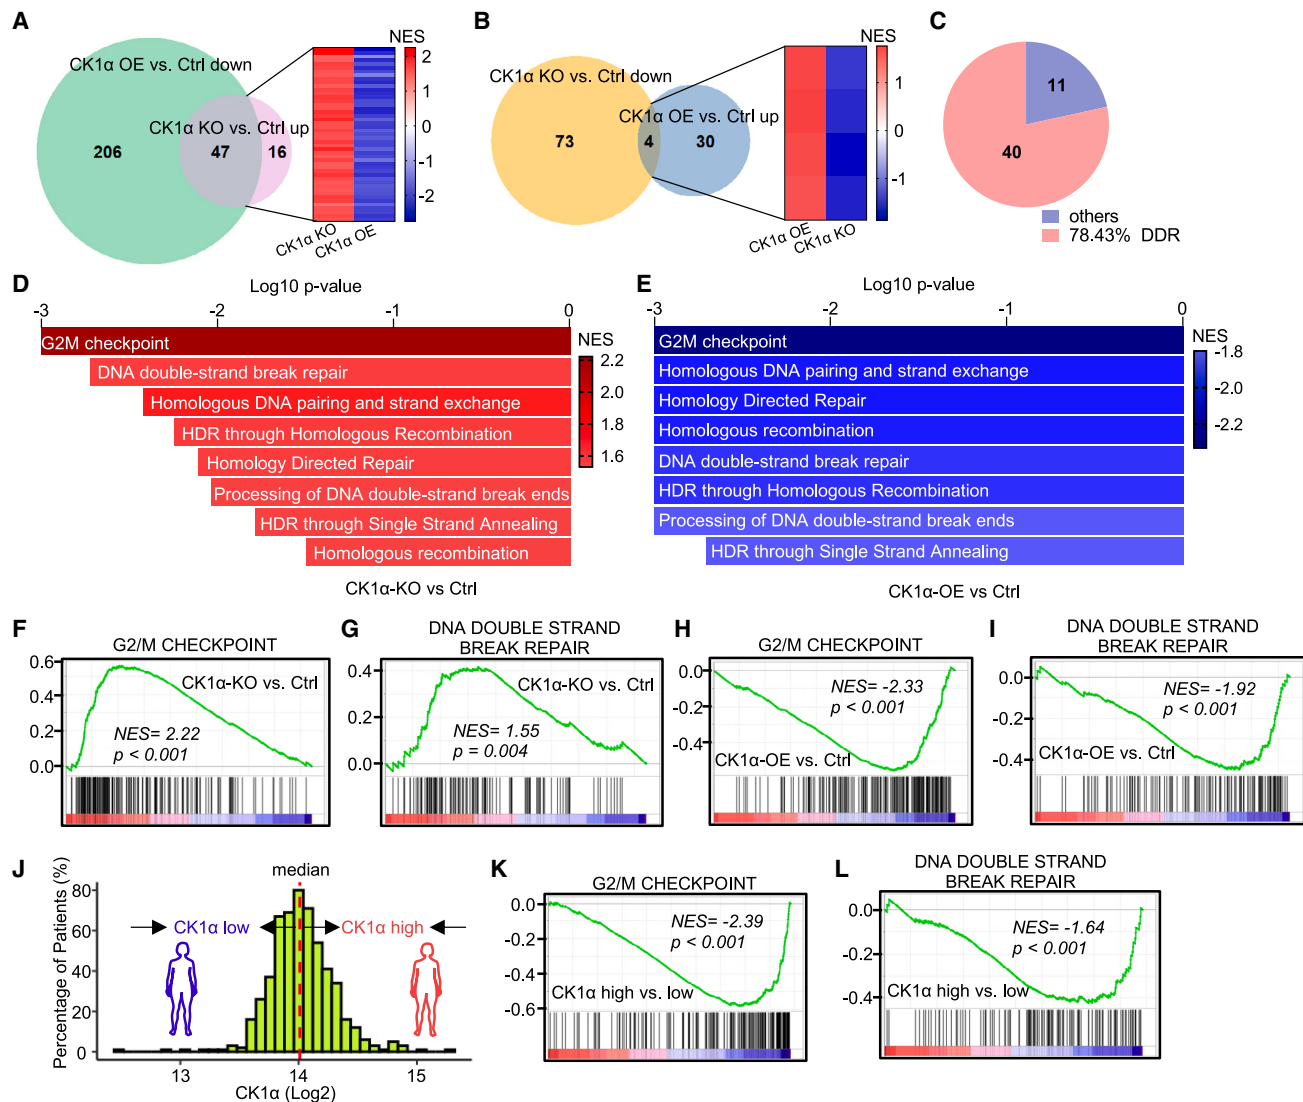 A
CK1α OE vs. Ctrl down
CK1α KO vs. Ctrl up
206
47
16
NES
2
1
0
-1
-2
CK1α KO
CK1α OE
B
CK1α KO vs. Ctrl down
CK1α OE vs. Ctrl up
73
4
30
NES
1
0
-1
CK1α OE
CK1α KO
C
11
40
others
78.43% DDR
D
Log10 p-value
-3
-2
-1
0
G2M checkpoint
DNA double-strand break repair
Homologous DNA pairing and strand exchange
HDR through Homologous Recombination
Homology Directed Repair
Processing of DNA double-strand break ends
HDR through Single Strand Annealing
Homologous recombination
NES
2.2
2.0
1.8
1.6
CK1α-KO vs Ctrl
E
Log10 p-value
-3
-2
-1
0
G2M checkpoint
Homologous DNA pairing and strand exchange
Homology Directed Repair
Homologous recombination
DNA double-strand break repair
HDR through Homologous Recombination
Processing of DNA double-strand break ends
HDR through Single Strand Annealing
NES
-1.8
-2.0
-2.2
CK1α-OE vs Ctrl
F
G2/M CHECKPOINT
0.6
0.4
0.2
0.0
CK1α-KO vs. Ctrl
NES= 2.22
p < 0.001
G
DNA DOUBLE STRAND
BREAK REPAIR
0.4
0.2
0.0
CK1α-KO vs. Ctrl
NES= 1.55
p = 0.004
H
G2/M CHECKPOINT
0.0
-0.2
-0.4
NES= -2.33
p < 0.001
CK1α-OE vs. Ctrl
I
DNA DOUBLE STRAND
BREAK REPAIR
0.0
-0.2
-0.4
NES= -1.92
p < 0.001
CK1α-OE vs. Ctrl
J
median
Percentage of Patients (%)
80
60
40
20
0
CK1α low
CK1α high
13
14
15
CK1α (Log2)
K
G2/M CHECKPOINT
0.0
-0.2
-0.4
-0.6
NES= -2.39
p < 0.001
CK1α high vs. low
L
DNA DOUBLE STRAND
BREAK REPAIR
0.0
-0.2
-0.4
NES= -1.64
p < 0.001
CK1α high vs. low